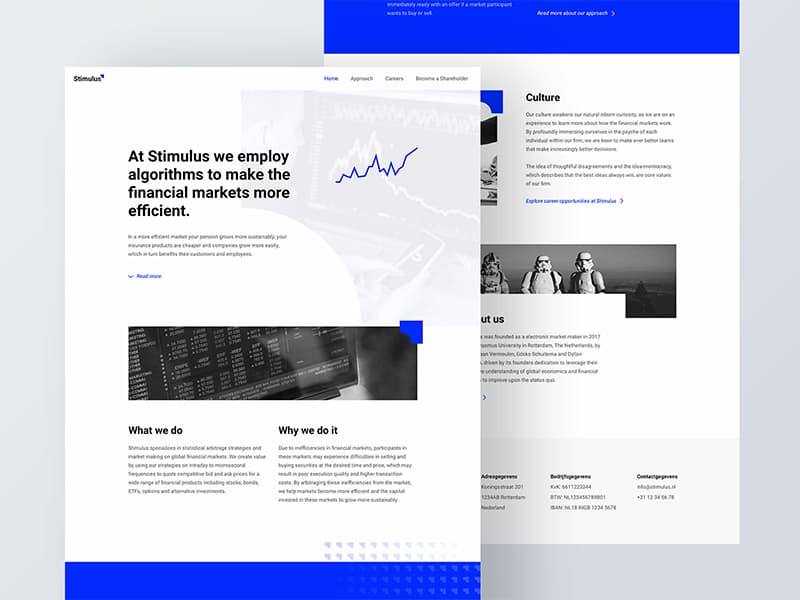 Stimulus
Home Approach Careers Become a Shareholder
At Stimulus we employ
algorithms to make the
financial markets more
efficient.
In a more efficient market your pension grows more sustainably, your
insurance products are cheaper and companies grow more easily,
which in turn benefits their customers and employees.
Read more
What we do
Stimulus specializes in statistical arbitrage strategies and
market making on global financial markets. We create value
by using our strategies on intraday to microsecond
frequencies to quote competitive bid and ask prices for a
wide range of financial products including stocks, bonds,
ETFs, options and alternative investments.
Why we do it
Due to inefficiencies in financial markets, participants in
these markets may experience difficulties in selling and
buying securities at the desired time and price, which may
result in poor execution quality and higher transaction
costs. By arbitraging these inefficiencies from the market,
we help markets become more efficient and the capital
invested in these markets to grow more sustainably.
immediately ready with an offer if a market participant
wants to buy or sell.
Read more about our approach
Culture
Our culture awakens our natural inborn curiosity, as we are on an
experience to learn more about how the financial markets work.
By profoundly immersing ourselves in the psyche of each
individual within our firm, we are keen to make ever better teams
that make increasingly better decisions.
The idea of thoughtful disagreements and the idea-meritocracy,
which describes that the best ideas always win, are core values
of our firm.
Explore career opportunities at Stimulus
out us
was founded as a electronic market maker in 2017
University in Rotterdam, The Netherlands, by
Vermeulen, Edoko Schuitema and Dylan
driven by its founders dedication to leverage their
understanding of global economics and financial
to improve upon the status quo.
Adresgegevens
Koningsstraat 201
1234AB Rotterdam
Nederland
Bedrijfsgegevens
KvK: 6611223344
BTW: NL123456789B01
IBAN: NL18 INGB 1234 5678
Contactgegevens
info@stimulus.nl
+31 12 34 56 78